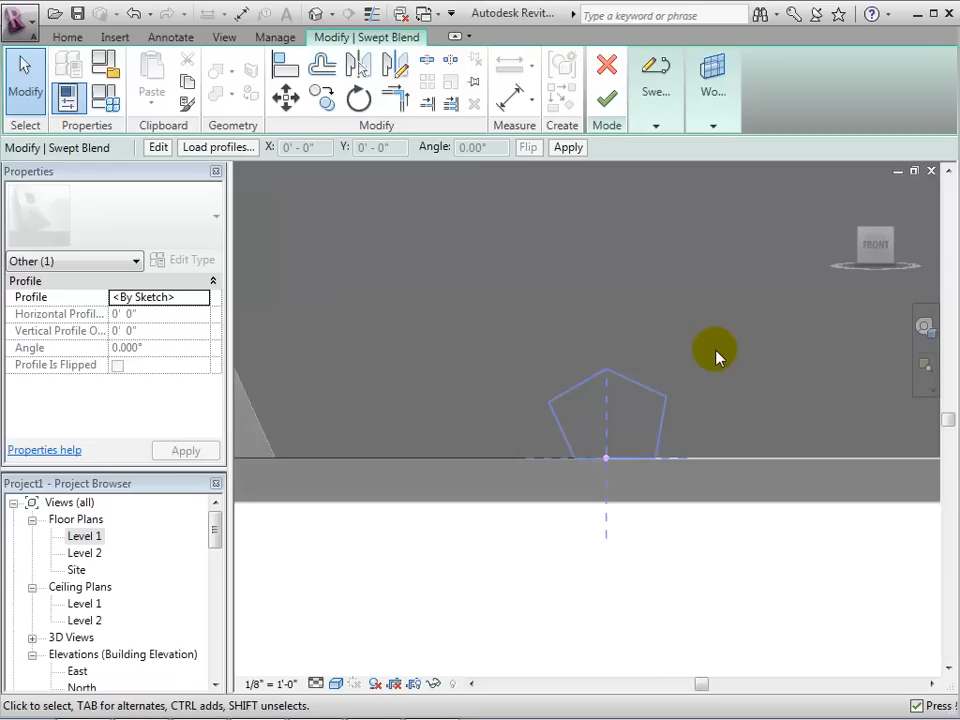 Autodesk Revit...
Type a keyword or phrase
Home Insert Annotate View Manage Modify | Swept Blend
Modify Paste Swe... Wo...
Select Properties Clipboard Geometry Modify Measure Create Mode
Modify | Swept Blend Edit Load profiles... X: 0' - 0" Y: 0' - 0" Angle: 0.00° Flip Apply
Properties
FRONT
Other (1) Edit Type
Profile
Profile <By Sketch>
Horizontal Profil... 0' 0"
Vertical Profile O... 0' 0"
Angle 0.000°
Profile Is Flipped
Properties help Apply
Project1 - Project Browser
Views (all)
Floor Plans
Level 1
Level 2
Site
Ceiling Plans
Level 1
Level 2
3D Views
Elevations (Building Elevation)
East
North
1/8" = 1'-0"
Click to select, TAB for alternates, CTRL adds, SHIFT unselects. Press